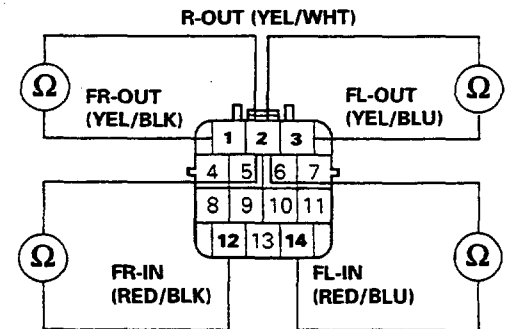 R-OUT (YEL/WHT)
Ω
Ω
FR-OUT
(YEL/BLK)
FL-OUT
(YEL/BLU)
1 2 3
4 5 6 7
8 9 10 11
12 13 14
Ω
Ω
FR-IN
(RED/BLK)
FL-IN
(RED/BLU)